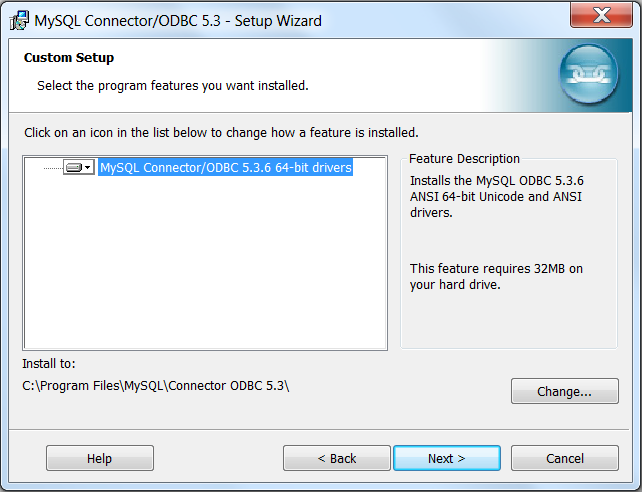 MySQL Connector/ODBC 5.3 - Setup Wizard
Custom Setup
Select the program features you want installed.
Click on an icon in the list below to change how a feature is installed.
MySQL Connector/ODBC 5.3.6 64-bit drivers
Feature Description
Installs the MySQL ODBC 5.3.6
ANSI 64-bit Unicode and ANSI
drivers.
This feature requires 32MB on
your hard drive.
Install to:
C:\Program Files\MySQL\Connector ODBC 5.3\
Change...
Help
< Back
Next >
Cancel